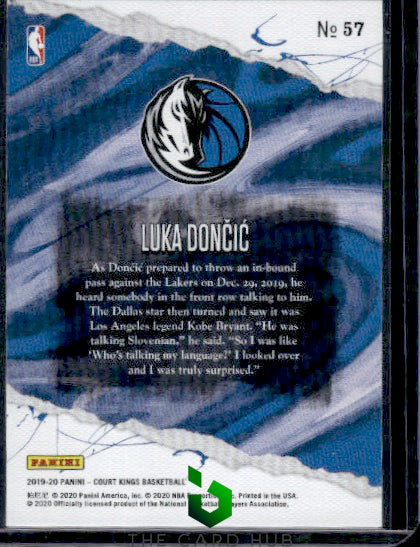 № 57
LUKA DONČIĆ
As Dončić prepared to throw an in-bound
pass against the Lakers on Dec. 29, 2019, he
heard somebody in the front row talking to him.
The Dallas star then turned and saw it was
Los Angeles legend Kobe Bryant. “He was
talking Slovenian,” he said. “So I was like
‘Who’s talking my language?’ I looked over
and I was truly surprised.”
PANINI
2019-20 PANINI – COURT KINGS BASKETBALL
帕尼尼 © 2020 Panini America, Inc. © 2020 NBA Inc. Printed in the USA.
© 2020 Officially licensed product of the National Players Association.
THE CARD HUB